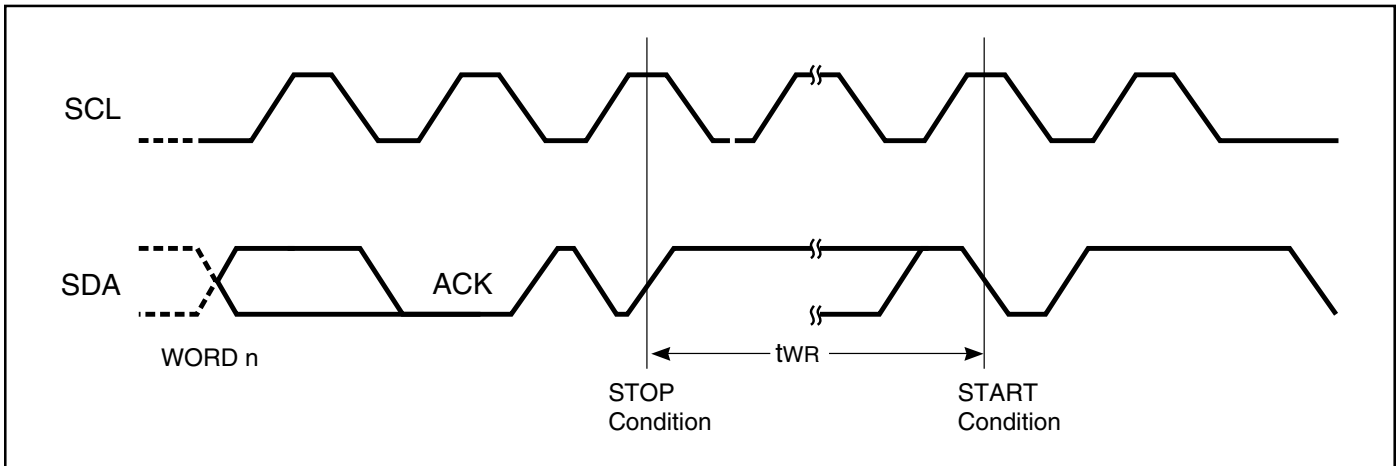 SCL
SDA
ACK
WORD n
tWR
STOP
Condition
START
Condition